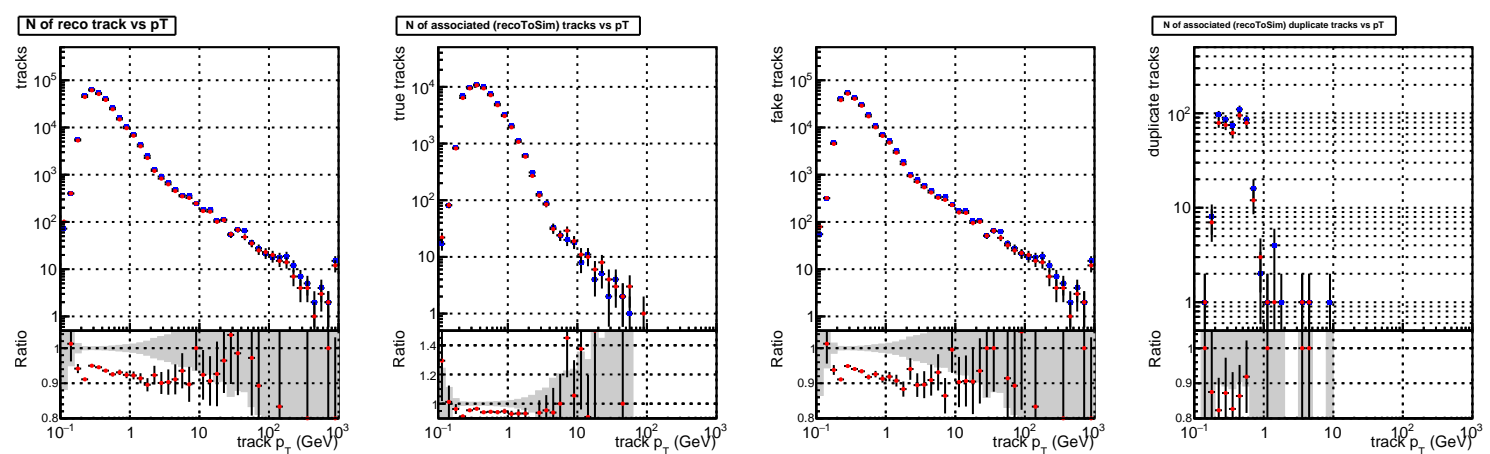 N of reco track vs pT
tracks
10^5
10^4
10^3
10^2
10
1
Ratio
1
0.9
0.8
10^-1 1 10 10^2 10^3
track p_T (GeV)
N of associated (recoToSim) tracks vs pT
true tracks
10^4
10^3
10^2
10
1
Ratio
1.4
1.2
1
10^-1 1 10 10^2 10^3
track p_T (GeV)
fake tracks
10^5
10^4
10^3
10^2
10
1
Ratio
1
0.9
0.8
10^-1 1 10 10^2 10^3
track p_T (GeV)
N of associated (recoToSim) duplicate tracks vs pT
duplicate tracks
10^2
10
1
Ratio
1
0.9
0.8
10^-1 1 10 10^2 10^3
track p_T (GeV)